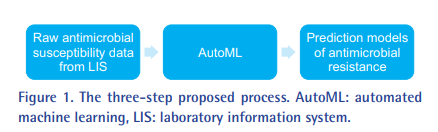 Raw antimicrobial
susceptibility data
from LIS
AutoML
Prediction models
of antimicrobial
resistance
Figure 1. The three-step proposed process. AutoML: automated
machine learning, LIS: laboratory information system.